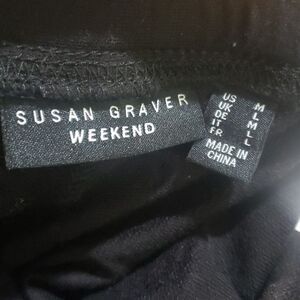 SUSAN GRAVER
WEEKEND
US M
UK L
DE M
IT L
FR L
MADE IN
CHINA